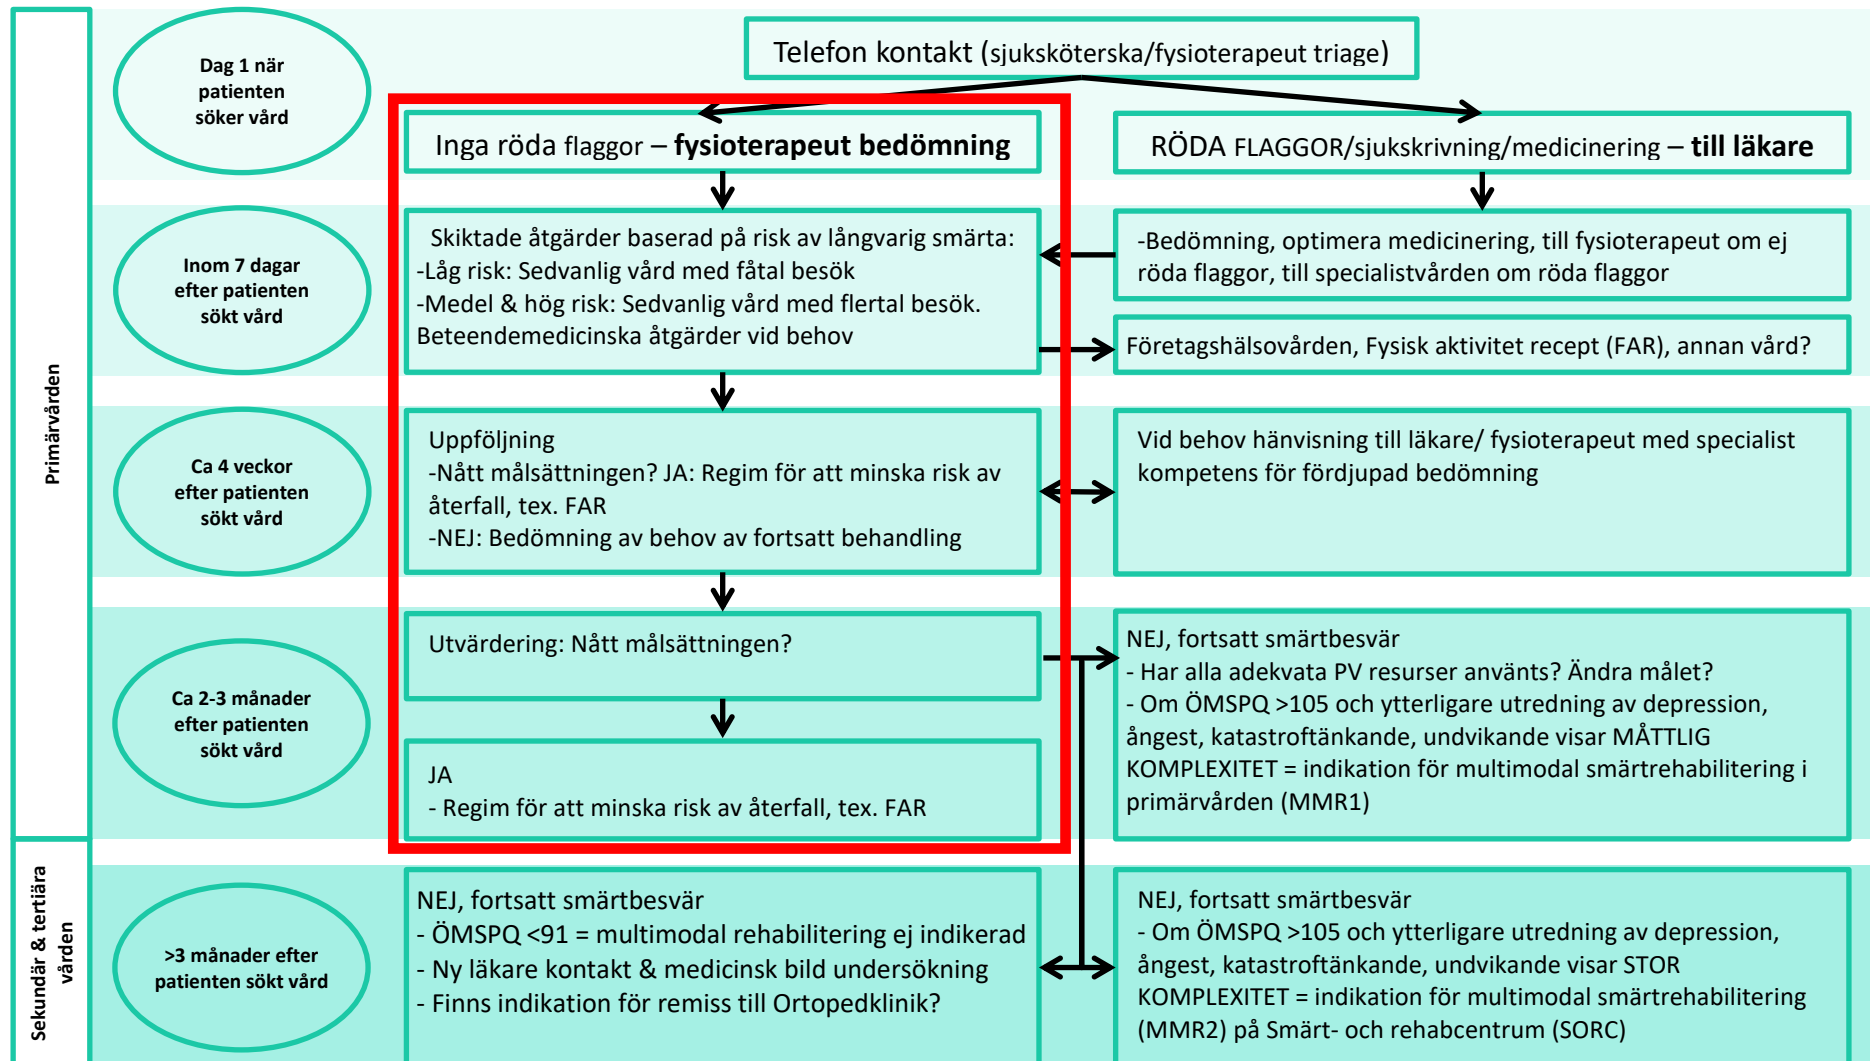 Primärvården
Sekundär & tertiära
vården
Dag 1 när
patienten
söker vård
Telefon kontakt (sjuksköterska/fysioterapeut triage)
Inga röda flaggor – fysioterapeut bedömning
RÖDA FLAGGOR/sjukskrivning/medicinering – till läkare
Inom 7 dagar
efter patienten
sökt vård
Skiktade åtgärder baserad på risk av långvarig smärta:
-Låg risk: Sedvanlig vård med fåtal besök
-Medel & hög risk: Sedvanlig vård med flertal besök.
Beteendemedicinska åtgärder vid behov
-Bedömning, optimera medicinering, till fysioterapeut om ej
röda flaggor, till specialistvården om röda flaggor
Företagshälsovården, Fysisk aktivitet recept (FAR), annan vård?
Ca 4 veckor
efter patienten
sökt vård
Uppföljning
-Nått målsättningen? JA: Regim för att minska risk av
återfall, tex. FAR
-NEJ: Bedömning av behov av fortsatt behandling
Vid behov hänvisning till läkare/ fysioterapeut med specialist
kompetens för fördjupad bedömning
Ca 2-3 månader
efter patienten
sökt vård
Utvärdering: Nått målsättningen?
JA
- Regim för att minska risk av återfall, tex. FAR
NEJ, fortsatt smärtbesvär
- Har alla adekvata PV resurser använts? Ändra målet?
- Om ÖMSPQ >105 och ytterligare utredning av depression,
ångest, katastroftänkande, undvikande visar MÅTTLIG
KOMPLEXITET = indikation för multimodal smärtrehabilitering i
primärvården (MMR1)
>3 månader efter
patienten sökt vård
NEJ, fortsatt smärtbesvär
- ÖMSPQ <91 = multimodal rehabilitering ej indikerad
- Ny läkare kontakt & medicinsk bild undersökning
- Finns indikation för remiss till Ortopedklinik?
NEJ, fortsatt smärtbesvär
- Om ÖMSPQ >105 och ytterligare utredning av depression,
ångest, katastroftänkande, undvikande visar STOR
KOMPLEXITET = indikation för multimodal smärtrehabilitering
(MMR2) på Smärt- och rehabcentrum (SORC)